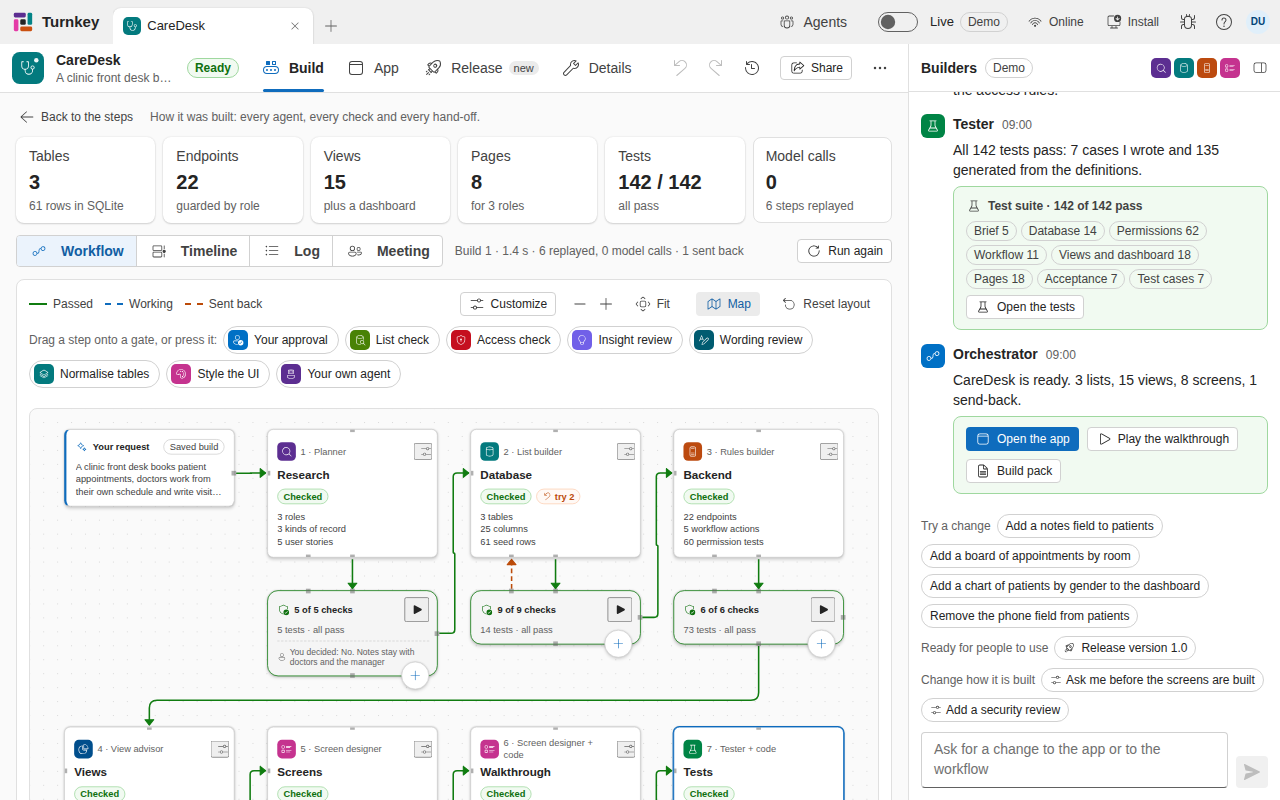 Turnkey
CareDesk
Agents
Live
Demo
Online
Install
DU
CareDesk
A clinic front desk b…
Ready
Build
App
Release new
Details
Share
Builders
Demo
Back to the steps
How it was built: every agent, every check and every hand-off.
Tables
3
61 rows in SQLite
Endpoints
22
guarded by role
Views
15
plus a dashboard
Pages
8
for 3 roles
Tests
142 / 142
all pass
Model calls
0
6 steps replayed
Workflow
Timeline
Log
Meeting
Build 1 · 1.4 s · 6 replayed, 0 model calls · 1 sent back
Run again
Passed
Working
Sent back
Customize
Fit
Map
Reset layout
Drag a step onto a gate, or press it:
Your approval
List check
Access check
Insight review
Wording review
Normalise tables
Style the UI
Your own agent
Your request
Saved build
A clinic front desk books patient
appointments, doctors work from
their own schedule and write visit…
1 · Planner
Research
Checked
3 roles
3 kinds of record
5 user stories
2 · List builder
Database
Checked
try 2
3 tables
25 columns
61 seed rows
3 · Rules builder
Backend
Checked
22 endpoints
5 workflow actions
60 permission tests
5 of 5 checks
5 tests · all pass
You decided: No. Notes stay with
doctors and the manager
9 of 9 checks
14 tests · all pass
6 of 6 checks
73 tests · all pass
4 · View advisor
Views
Checked
5 · Screen designer
Screens
Checked
6 · Screen designer +
code
Walkthrough
Checked
7 · Tester + code
Tests
Checked
the access rules.
Tester 09:00
All 142 tests pass: 7 cases I wrote and 135
generated from the definitions.
Test suite · 142 of 142 pass
Brief 5
Database 14
Permissions 62
Workflow 11
Views and dashboard 18
Pages 18
Acceptance 7
Test cases 7
Open the tests
Orchestrator 09:00
CareDesk is ready. 3 lists, 15 views, 8 screens, 1
send-back.
Open the app
Play the walkthrough
Build pack
Try a change
Add a notes field to patients
Add a board of appointments by room
Add a chart of patients by gender to the dashboard
Remove the phone field from patients
Ready for people to use
Release version 1.0
Change how it is built
Ask me before the screens are built
Add a security review
Ask for a change to the app or to the
workflow